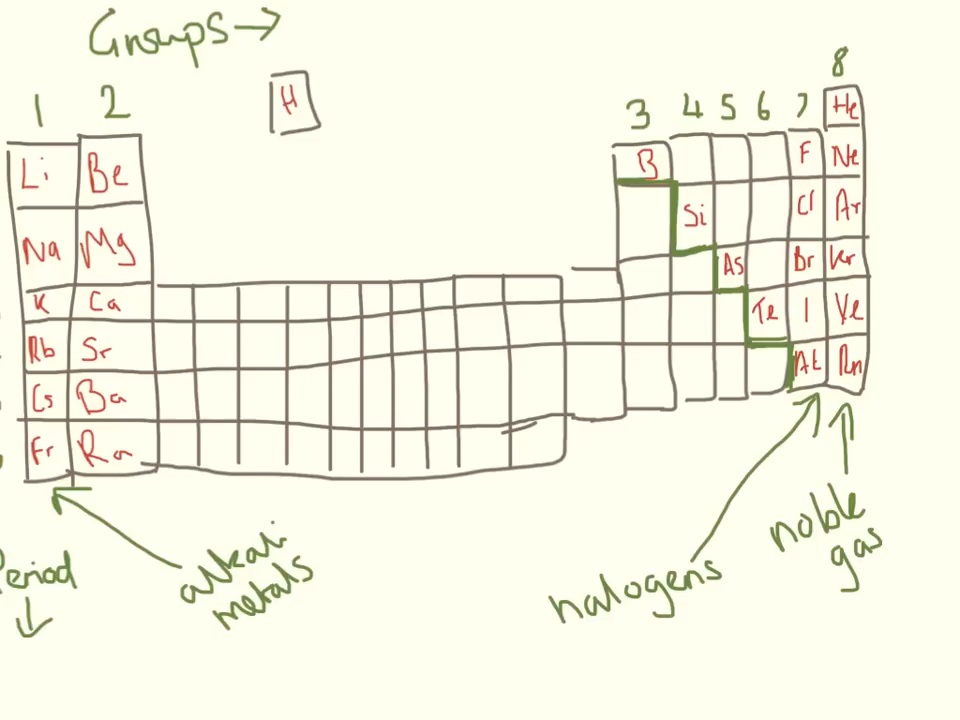 Groups →
H
8
1 2 3 4 5 6 7 He
Li Be B F Ne
Na Mg Si Cl Ar
K Ca As Br Kr
Rb Sr Te I Xe
Cs Ba At Rn
Fr Ra
Period ↓
alkali
metals
halogens
noble
gas